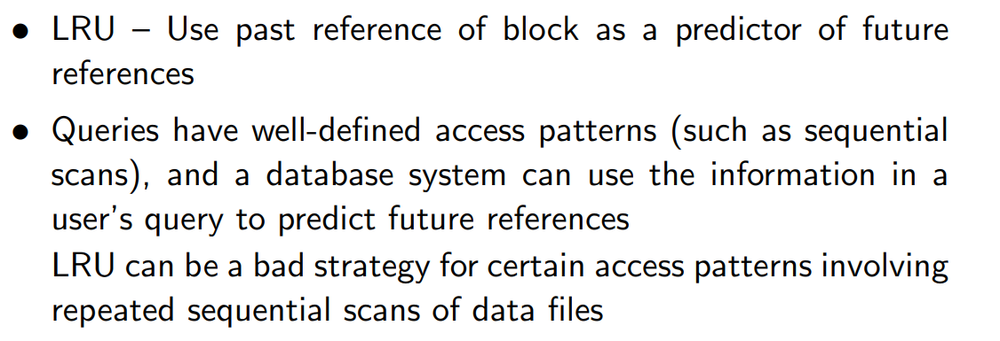 • LRU – Use past reference of block as a predictor of future
references
• Queries have well-defined access patterns (such as sequential
scans), and a database system can use the information in a
user's query to predict future references
LRU can be a bad strategy for certain access patterns involving
repeated sequential scans of data files